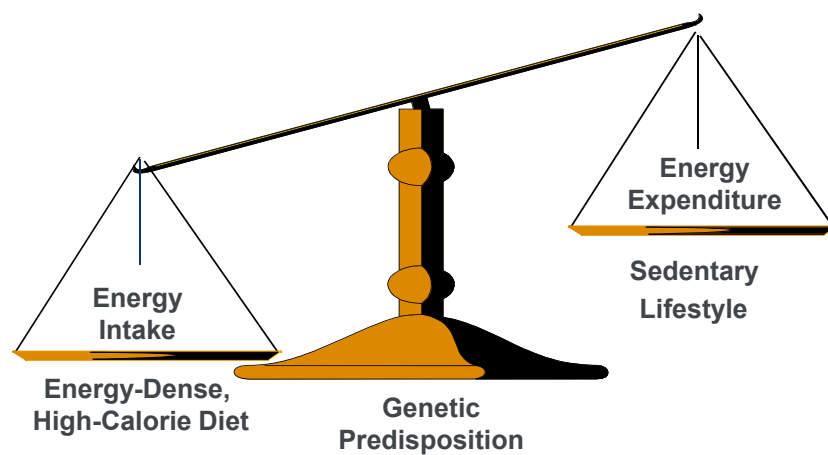 Energy
Intake
Energy-Dense,
High-Calorie Diet
Genetic
Predisposition
Energy
Expenditure
Sedentary
Lifestyle